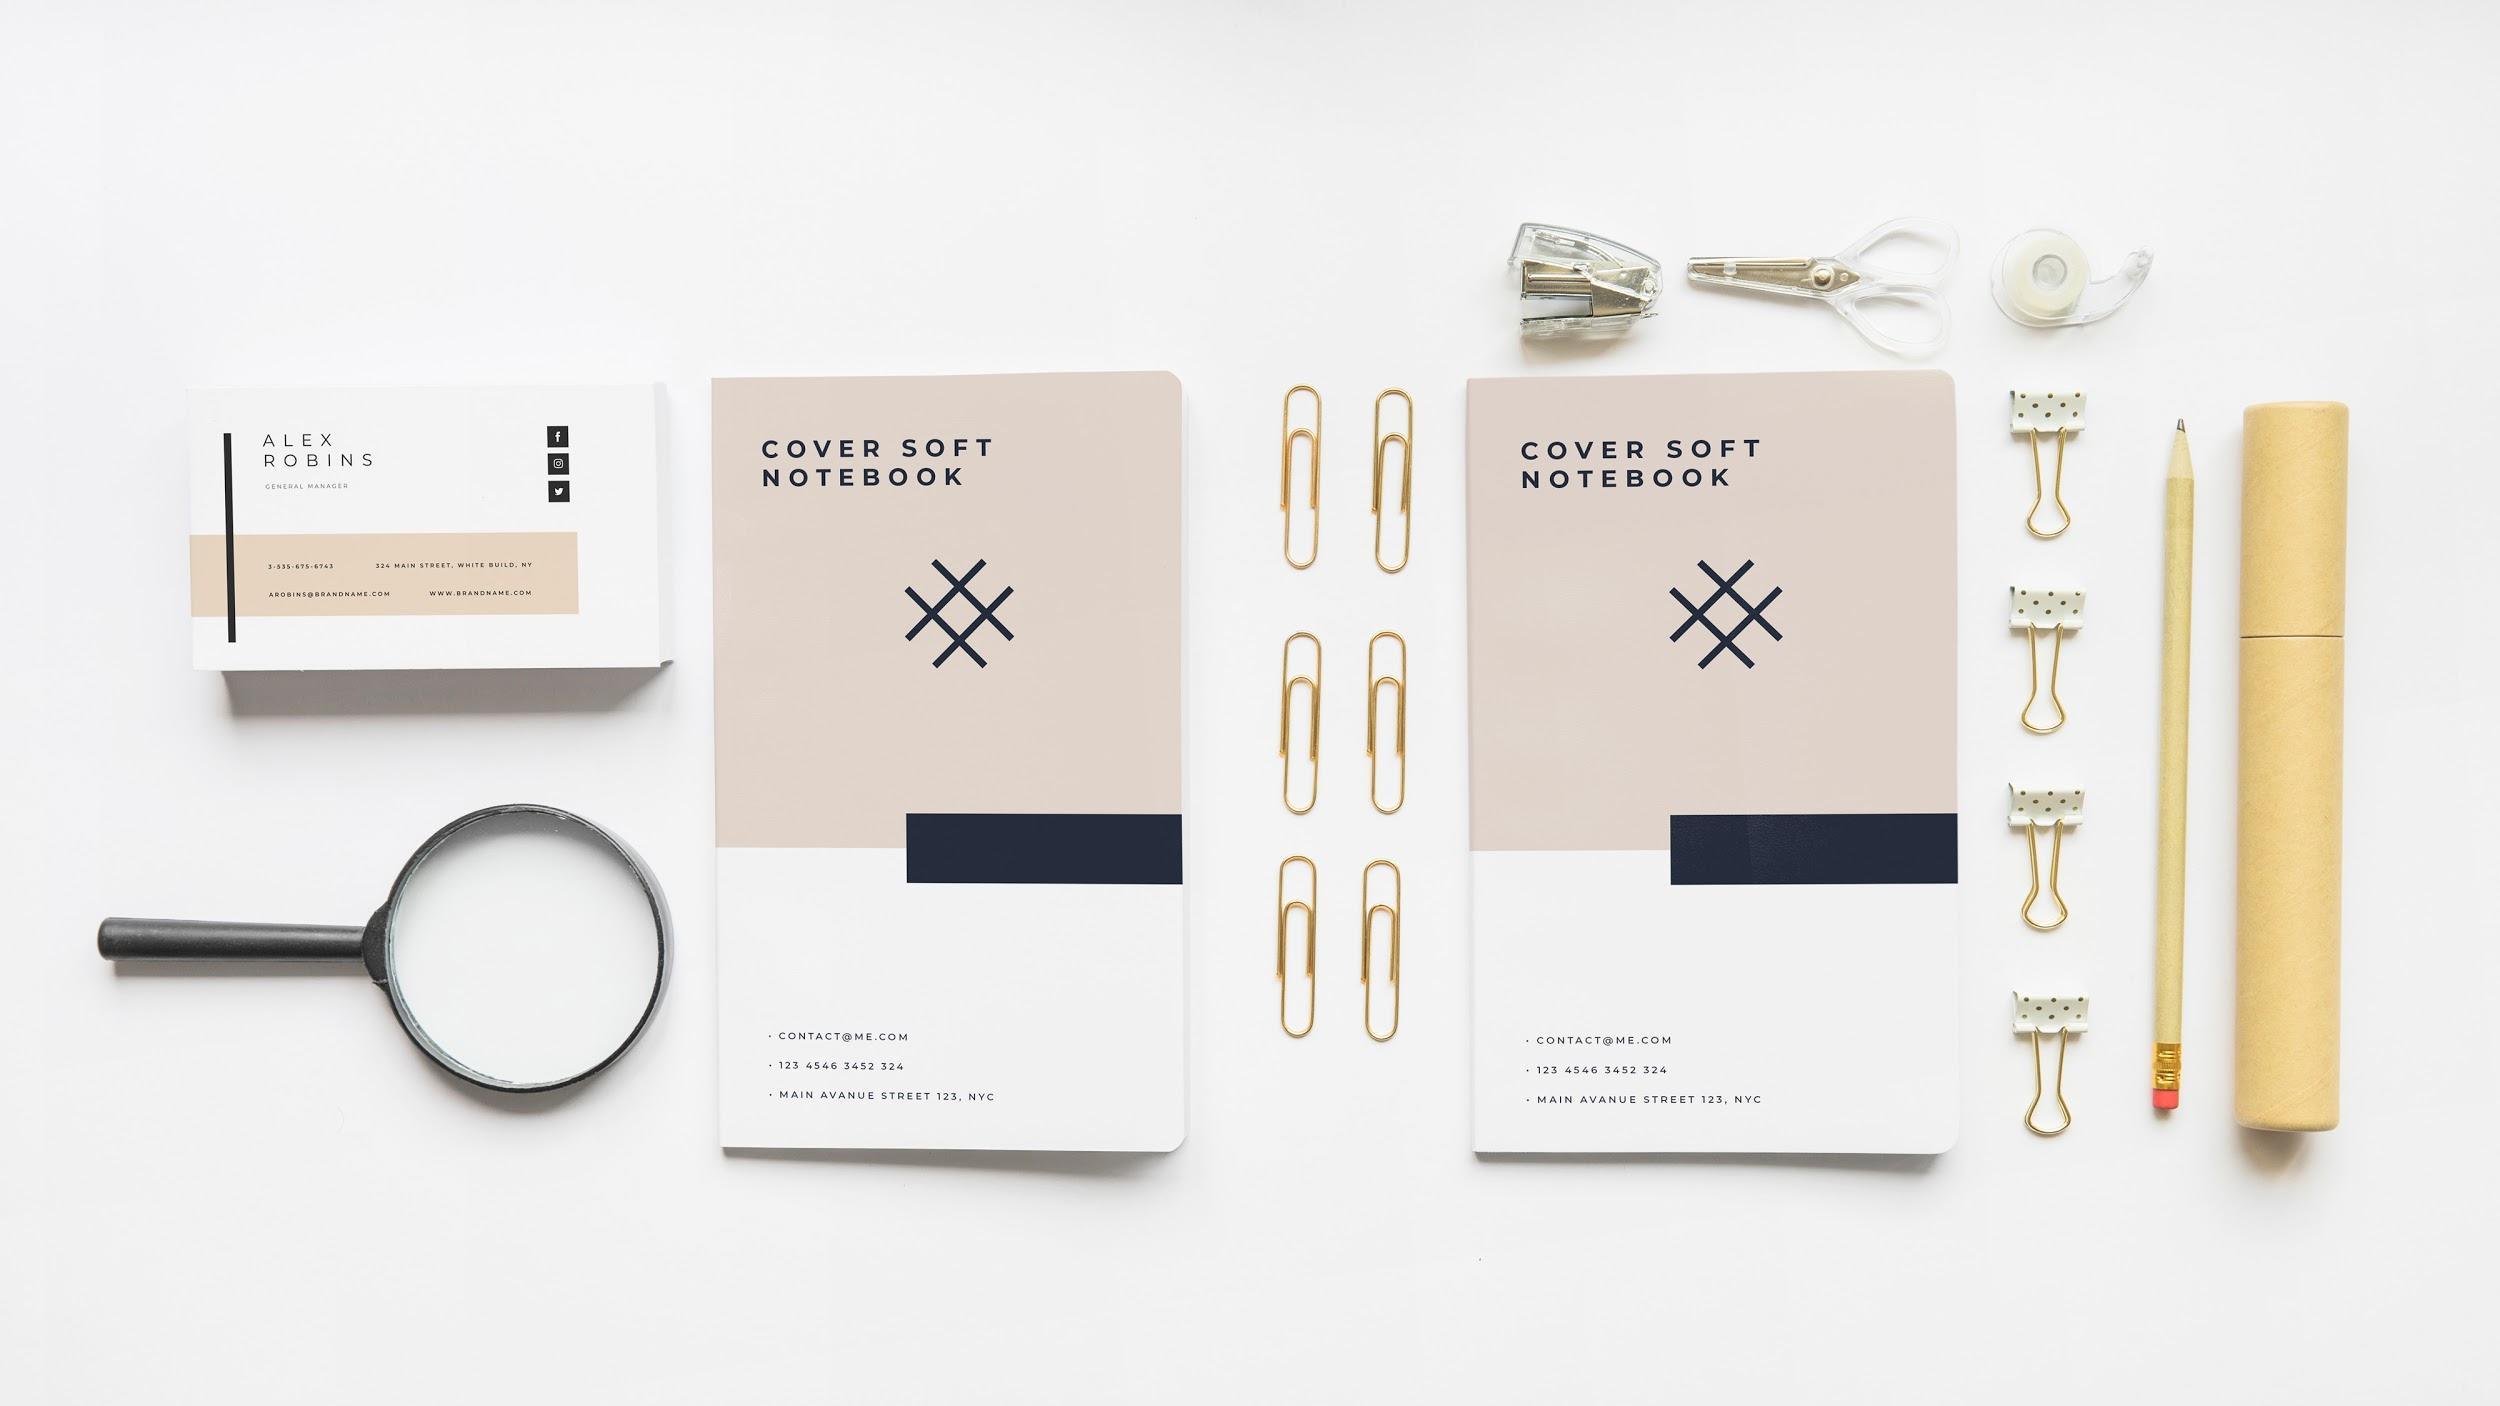 ALEX
ROBINS
GENERAL MANAGER
3-535-675-6743
324 MAIN STREET, WHITE BUILD, NY
AROBINS@BRANDNAME.COM
WWW.BRANDNAME.COM
COVER SOFT
NOTEBOOK
• CONTACT@ME.COM
• 123 4546 3452 324
• MAIN AVANUE STREET 123, NYC
COVER SOFT
NOTEBOOK
• CONTACT@ME.COM
• 123 4546 3452 324
• MAIN AVANUE STREET 123, NYC